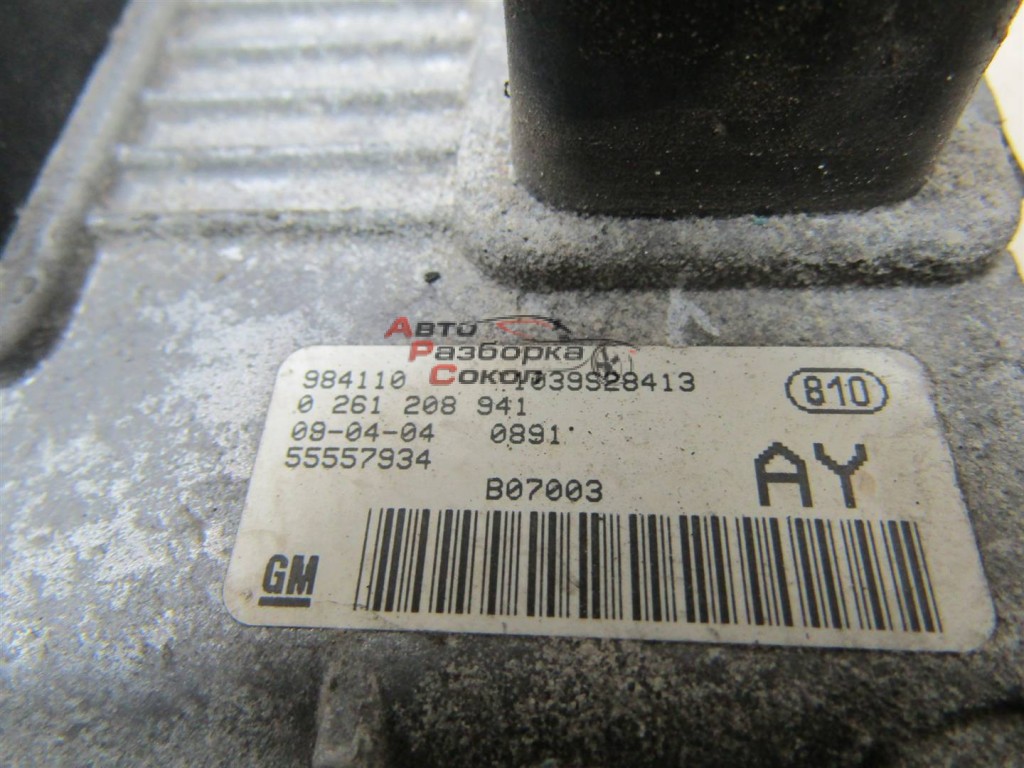 Авто
Разборка
Сокол
984110 1039S28413
0 261 208 941
09-04-04 0891
55557934
B07003
810
AY
GM